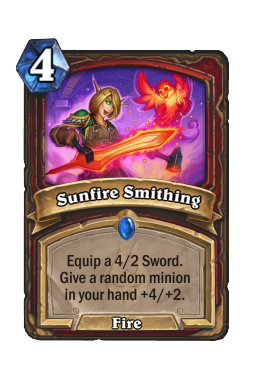 4
Sunfire Smithing
Equip a 4/2 Sword.
Give a random minion
in your hand +4/+2.
Fire